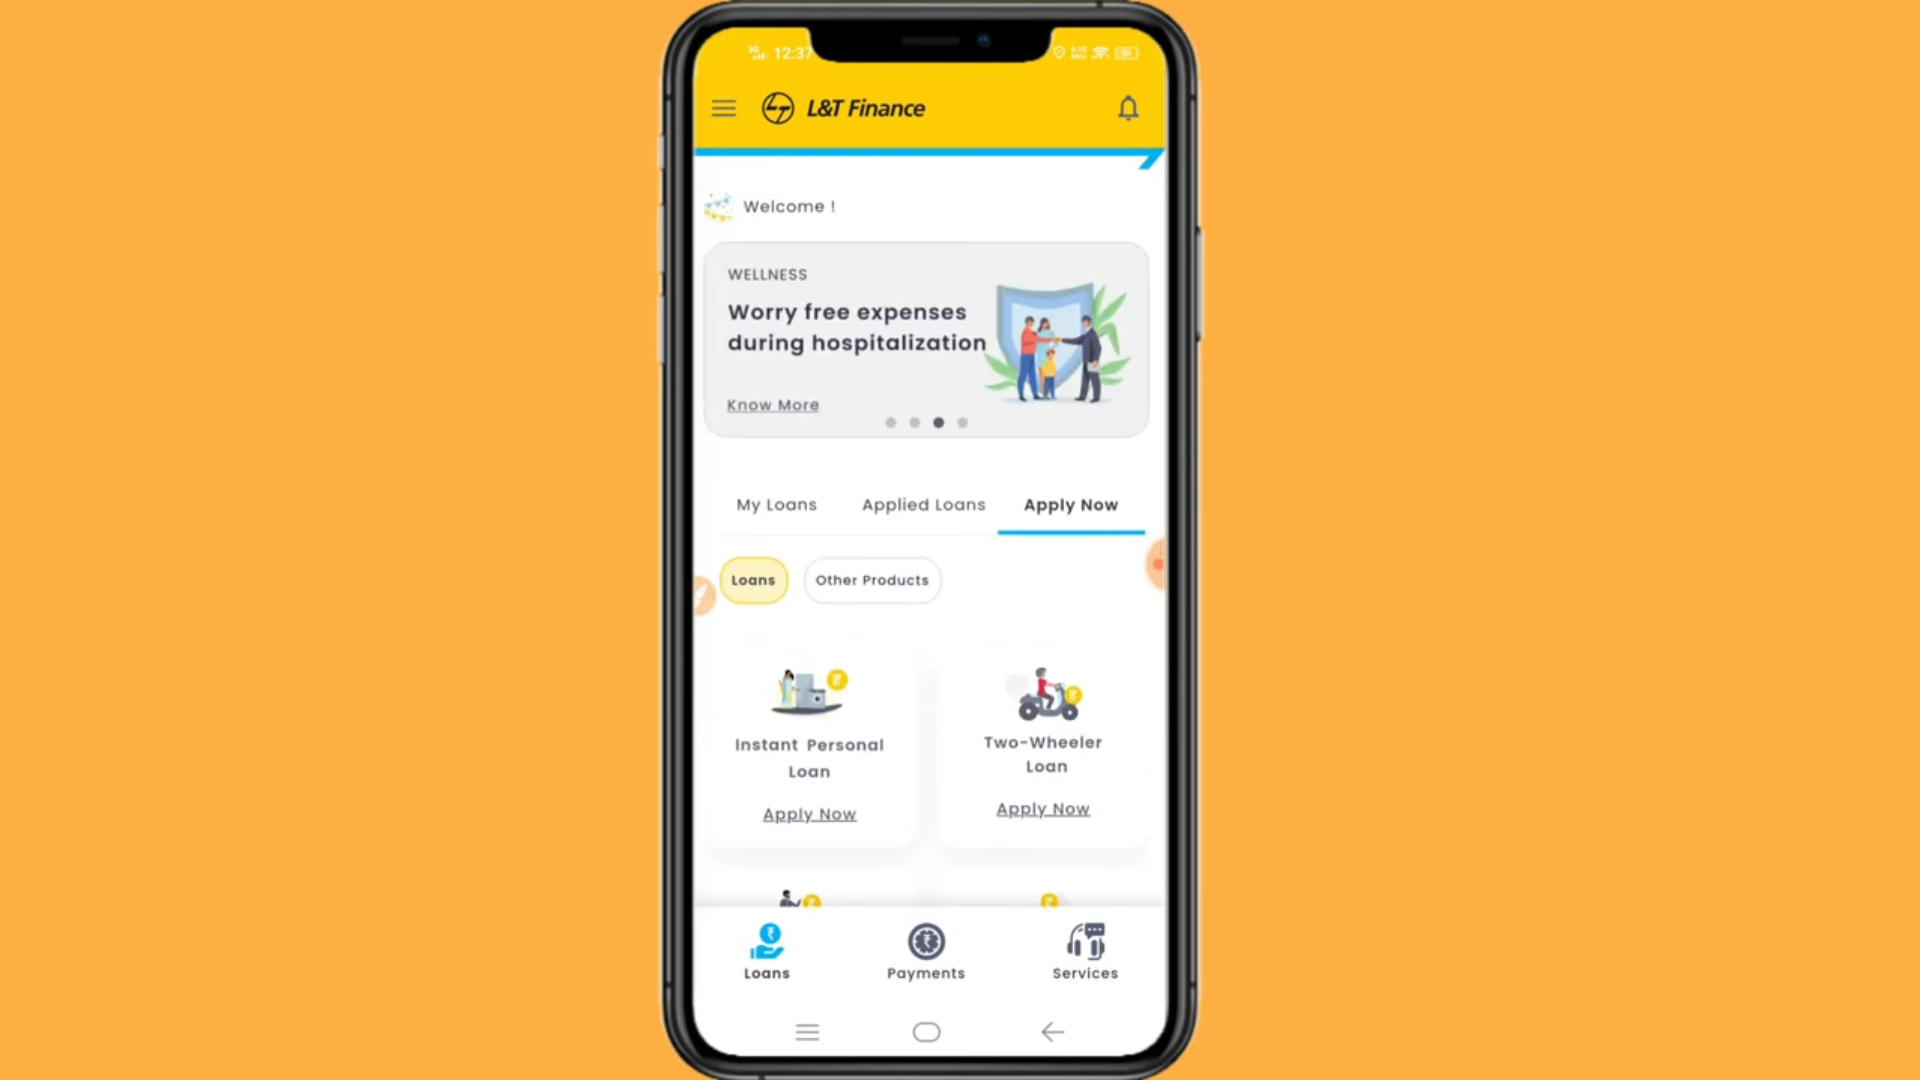 12:37
L&T Finance
Welcome !
WELLNESS
Worry free expenses
during hospitalization
Know More
My Loans
Applied Loans
Apply Now
Loans
Other Products
Instant Personal
Loan
Apply Now
Two-Wheeler
Loan
Apply Now
Loans
Payments
Services